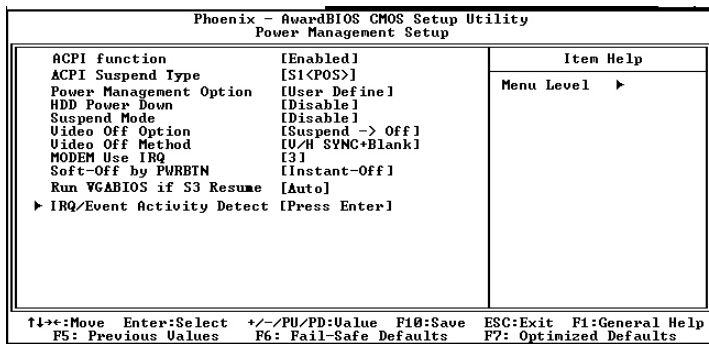 Phoenix - AwardBIOS CMOS Setup Utility
Power Management Setup
ACPI function [Enabled]
ACPI Suspend Type [S1<POS>]
Power Management Option [User Define]
HDD Power Down [Disable]
Suspend Mode [Disable]
Video Off Option [Suspend -> Off]
Video Off Method [V/H SYNC+Blank]
MODEM Use IRQ [3]
Soft-Off by PWRBTN [Instant-Off]
Run VGABIOS if S3 Resume [Auto]
▶ IRQ/Event Activity Detect [Press Enter]
Item Help
Menu Level ▶
↑↓→←:Move Enter:Select +/-/PU/PD:Value F10:Save ESC:Exit F1:General Help
F5: Previous Values F6: Fail-Safe Defaults F7: Optimized Defaults